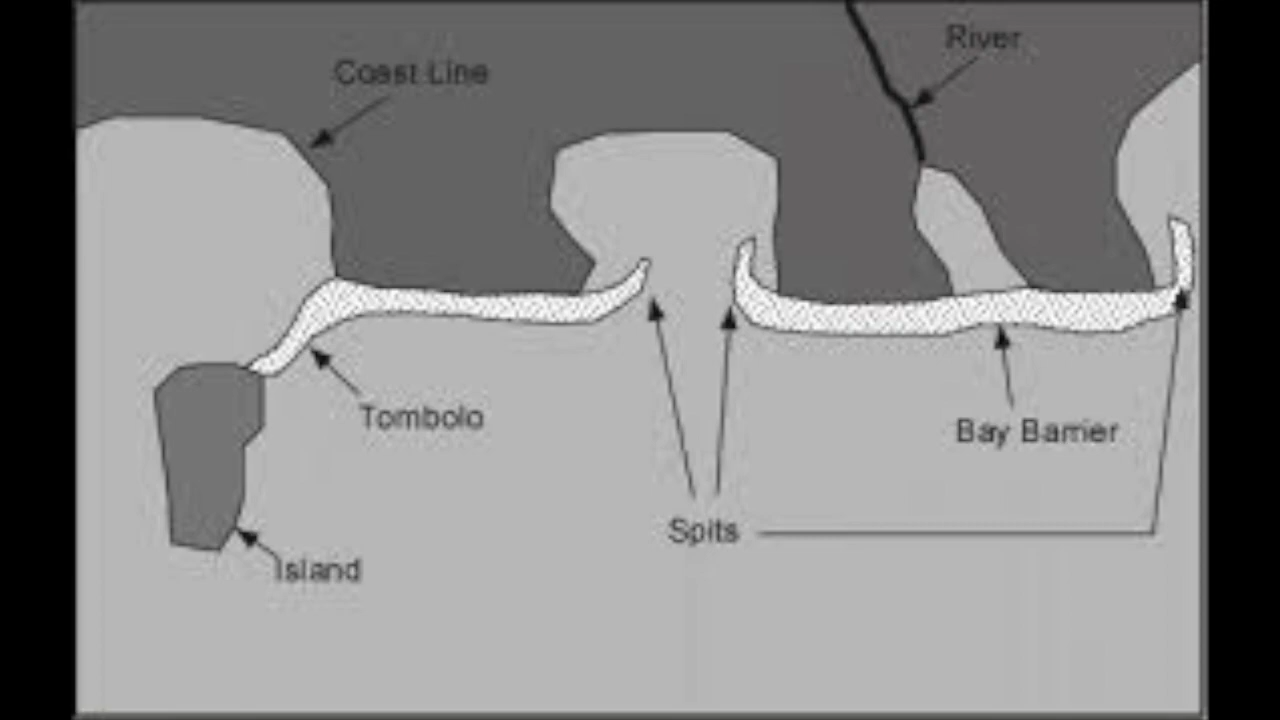 River
Coast Line
Tombolo
Bay Barrier
Spits
Island